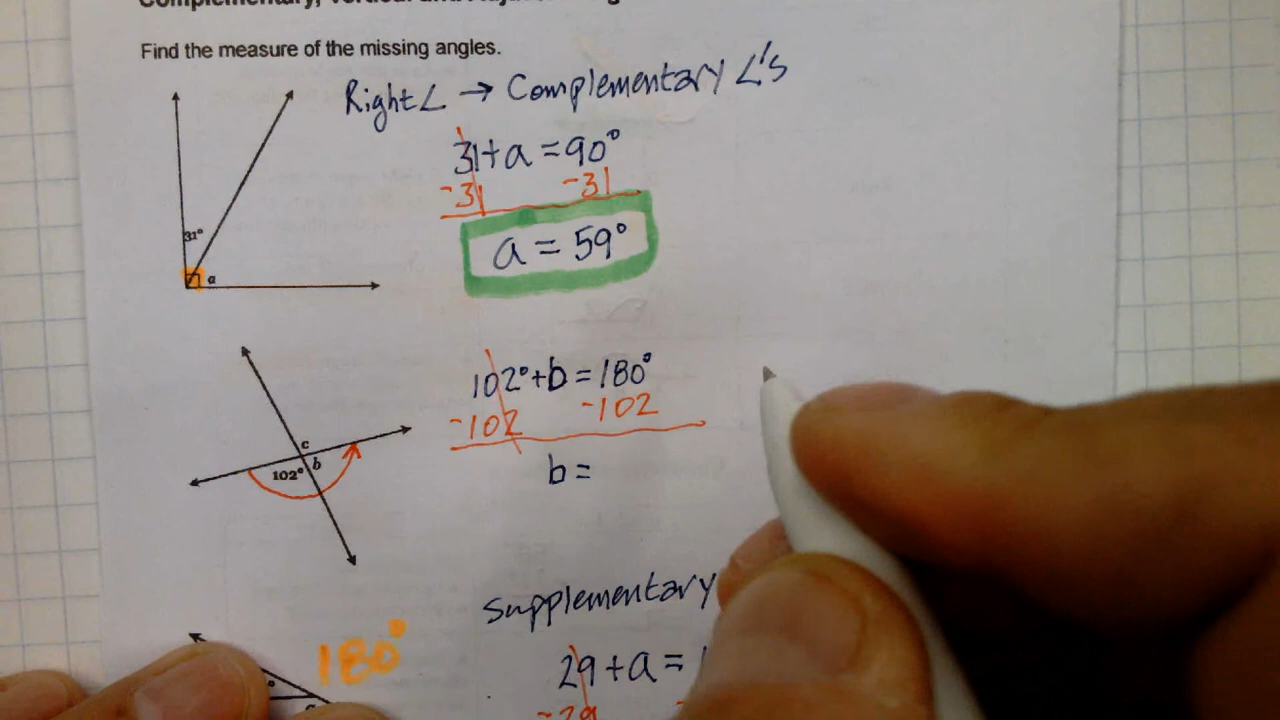 Find the measure of the missing angles.
Right∠ → Complementary ∠'s
31+a=90°
-31 -31
a = 59°
31°
a
102°+b=180°
-102 -102
b =
c
102° b
Supplementary
180°
29+a=
-29